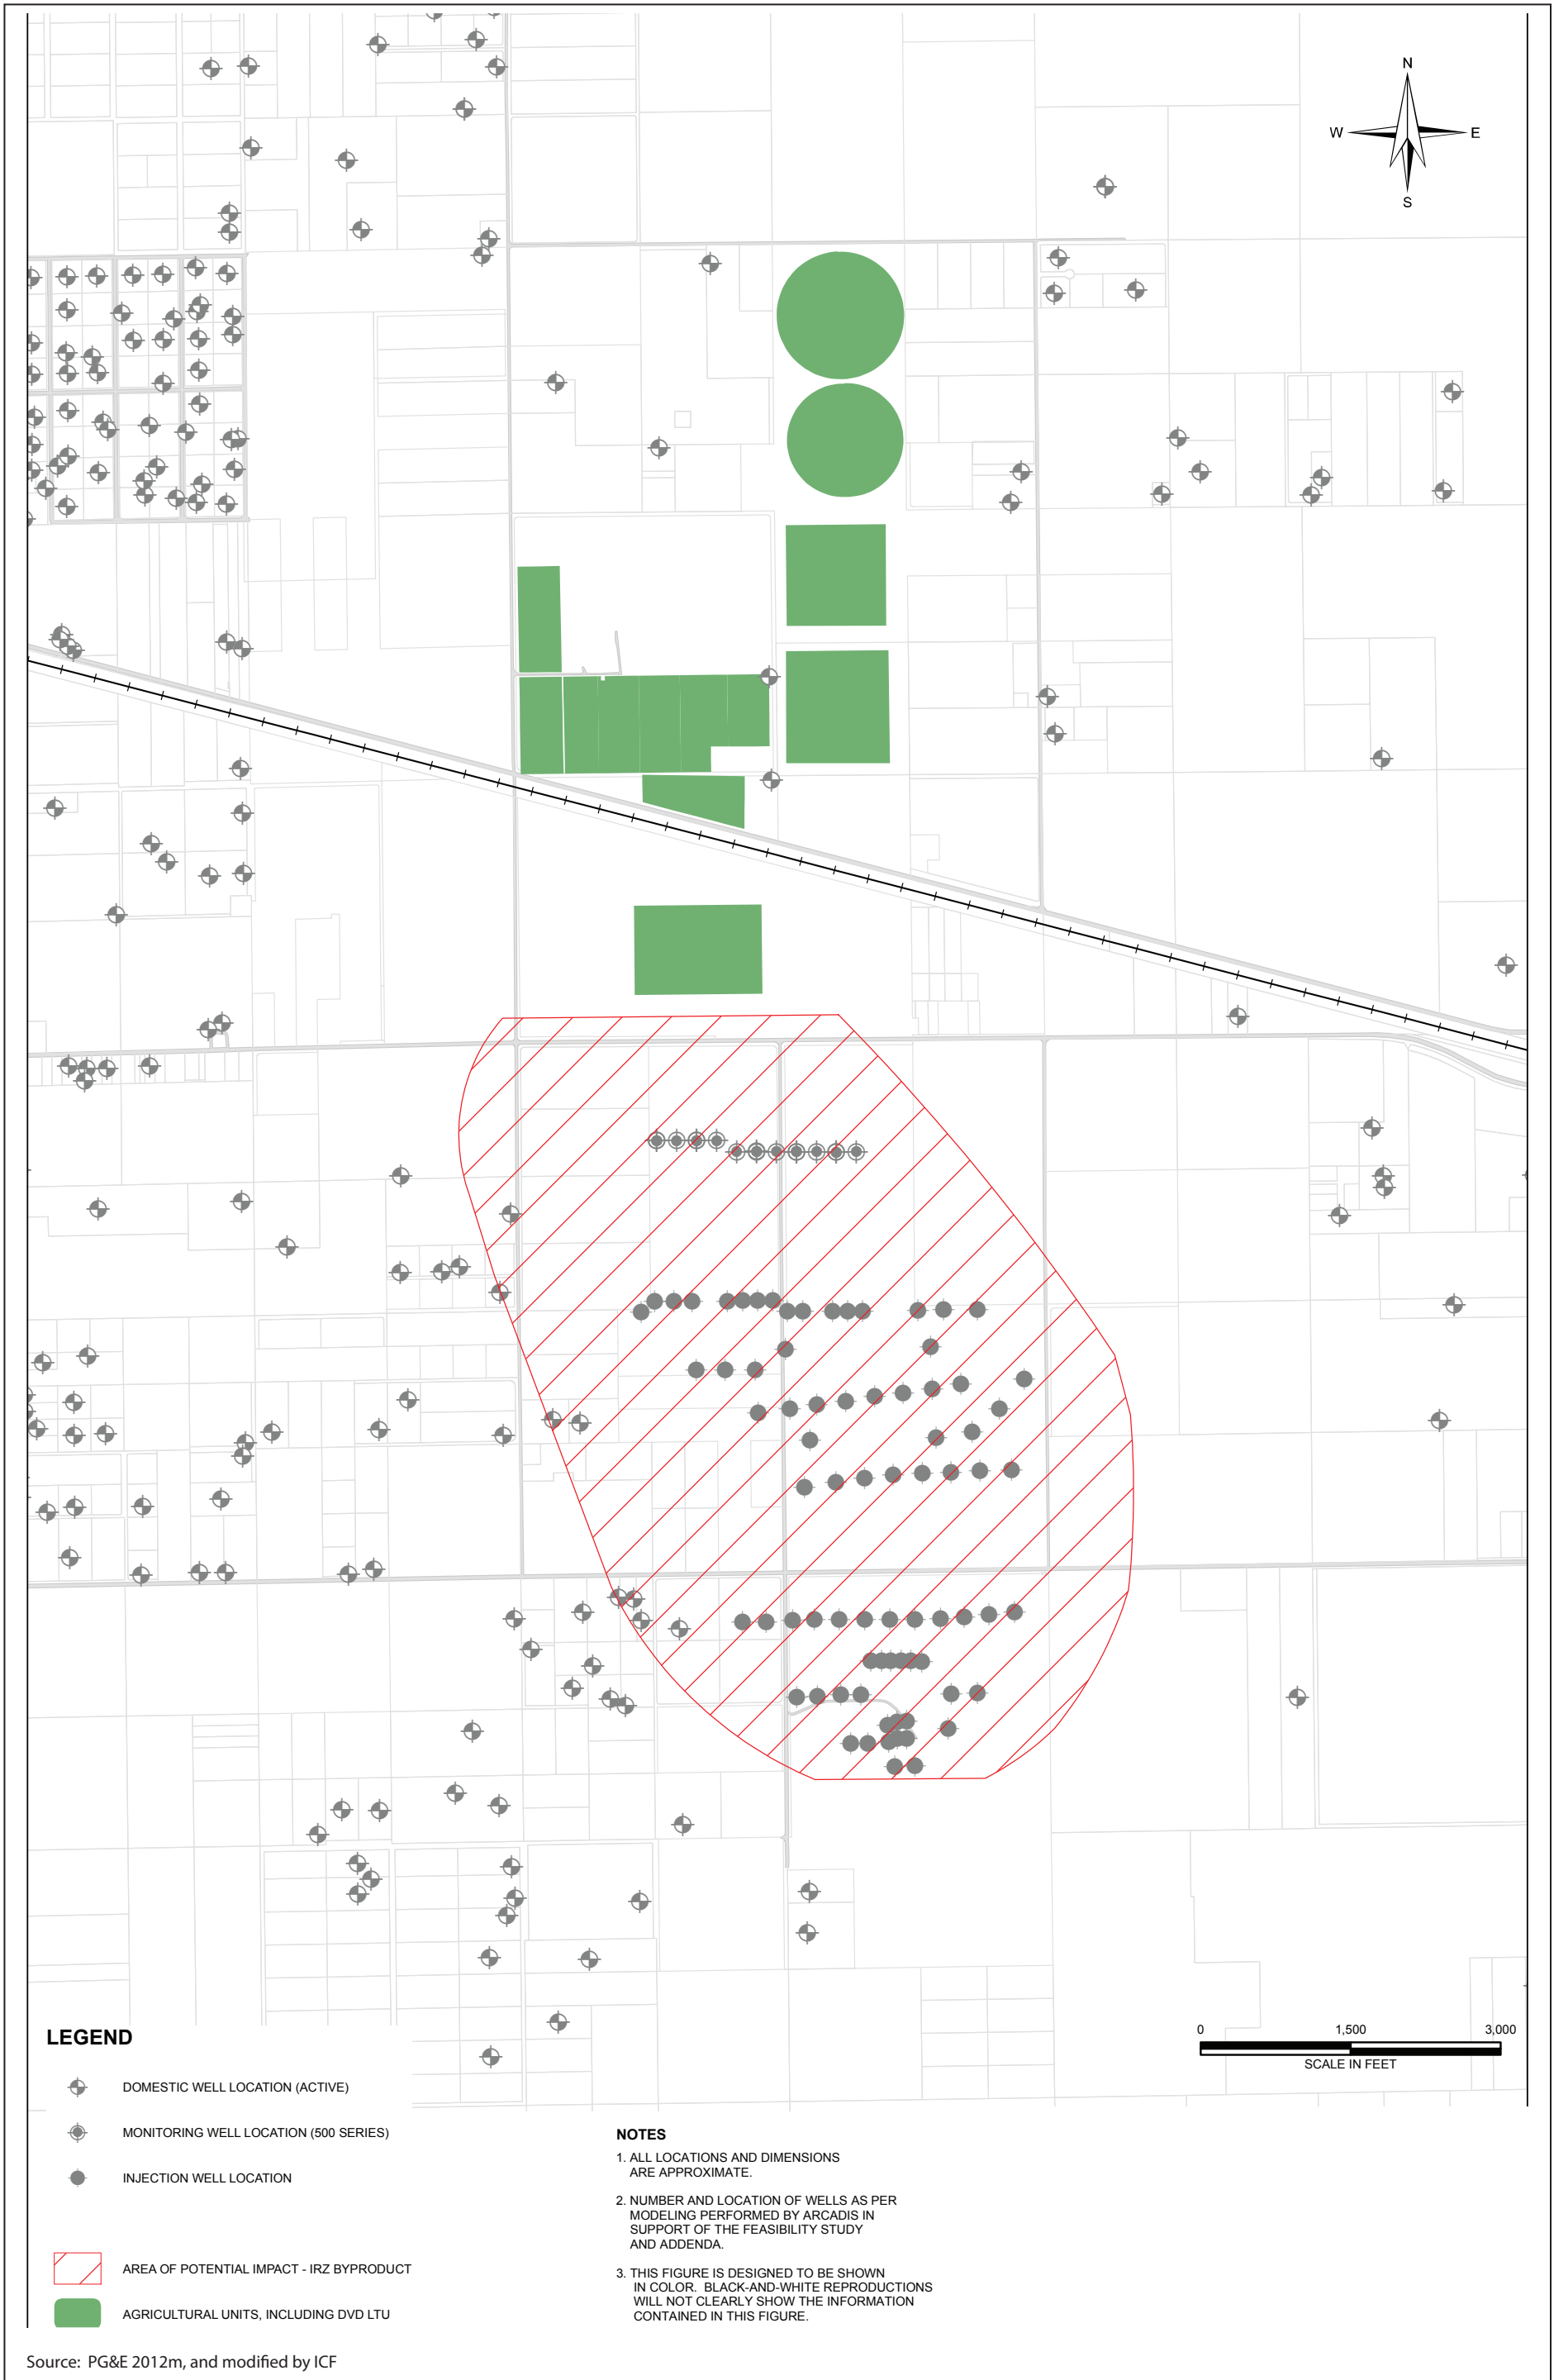 N
W
E
S
0 1,500 3,000
SCALE IN FEET
LEGEND
DOMESTIC WELL LOCATION (ACTIVE)
MONITORING WELL LOCATION (500 SERIES)
INJECTION WELL LOCATION
AREA OF POTENTIAL IMPACT - IRZ BYPRODUCT
AGRICULTURAL UNITS, INCLUDING DVD LTU
NOTES
1. ALL LOCATIONS AND DIMENSIONS
ARE APPROXIMATE.
2. NUMBER AND LOCATION OF WELLS AS PER
MODELING PERFORMED BY ARCADIS IN
SUPPORT OF THE FEASIBILITY STUDY
AND ADDENDA.
3. THIS FIGURE IS DESIGNED TO BE SHOWN
IN COLOR. BLACK-AND-WHITE REPRODUCTIONS
WILL NOT CLEARLY SHOW THE INFORMATION
CONTAINED IN THIS FIGURE.
Source: PG&E 2012m, and modified by ICF